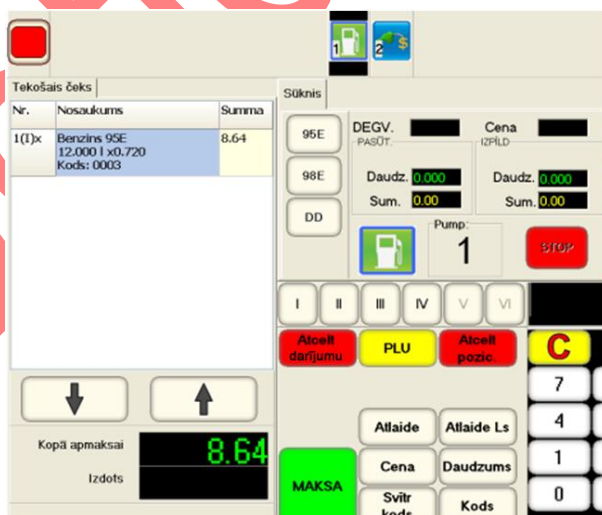 1
2
$
Tekošais čeks
Sūknis
Nr. Nosaukums Summa
1(I)x Benzins 95E 8.64
12.000 l x0.720
Kods: 0003
95E
98E
DD
DEGV. Cena
PASŪT. IZPILD
Daudz. 0.000 Daudz. 0.000
Sum. 0.00 Sum. 0.00
Pump:
1
STOP
I II III IV V VI
Atcelt darījumu
PLU
Atcelt pozic.
C
7
4
1
0
Atlaide Atlaide Ls
Cena Daudzums
Svītr kods
Kods
MAKSA
Kopā apmaksai 8.64
Izdots